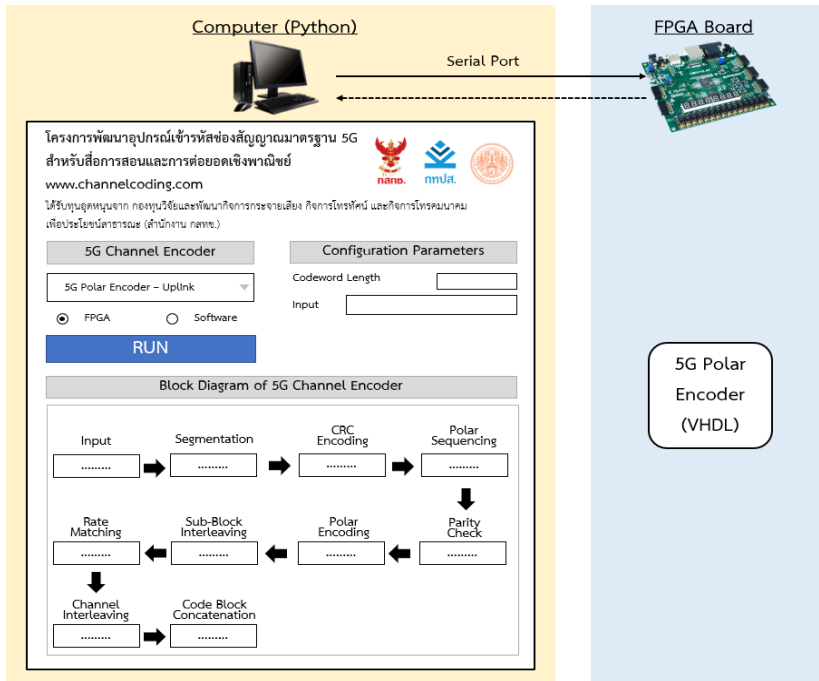 Computer (Python)
FPGA Board
Serial Port
โครงการพัฒนาอุปกรณ์เข้ารหัสช่องสัญญาณมาตรฐาน 5G
สำหรับสื่อการสอนและการต่อยอดเชิงพาณิชย์
www.channelcoding.com
กสทช.
กทปส.
ได้รับทุนอุดหนุนจาก กองทุนวิจัยและพัฒนากิจการกระจายเสียง กิจการโทรทัศน์ และกิจการโทรคมนาคม
เพื่อประโยชน์สาธารณะ (สำนักงาน กสทช.)
5G Channel Encoder
Configuration Parameters
5G Polar Encoder – Uplınk
Codeword Length
Input
FPGA
Software
RUN
Block Diagram of 5G Channel Encoder
Input
Segmentation
CRC
Encoding
Polar
Sequencing
.........
.........
.........
.........
Rate
Matching
Sub-Block
Interleaving
Polar
Encoding
Parity
Check
.........
.........
.........
.........
Channel
Interleaving
Code Block
Concatenation
.........
.........
5G Polar
Encoder
(VHDL)